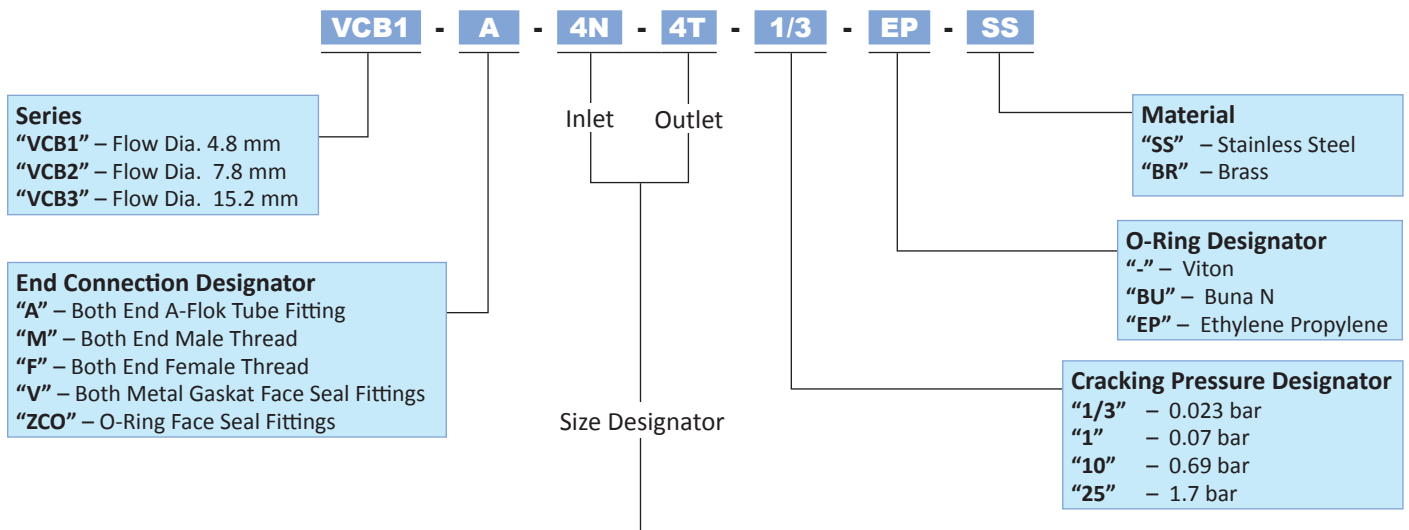 VCB1 - A - 4N - 4T - 1/3 - EP - SS
Series
“VCB1” – Flow Dia. 4.8 mm
“VCB2” – Flow Dia. 7.8 mm
“VCB3” – Flow Dia. 15.2 mm
End Connection Designator
“A” – Both End A-Flok Tube Fitting
“M” – Both End Male Thread
“F” – Both End Female Thread
“V” – Both Metal Gaskat Face Seal Fittings
“ZCO” – O-Ring Face Seal Fittings
Inlet Outlet
Size Designator
Material
“SS” – Stainless Steel
“BR” – Brass
O-Ring Designator
“-” – Viton
“BU” – Buna N
“EP” – Ethylene Propylene
Cracking Pressure Designator
“1/3” – 0.023 bar
“1” – 0.07 bar
“10” – 0.69 bar
“25” – 1.7 bar